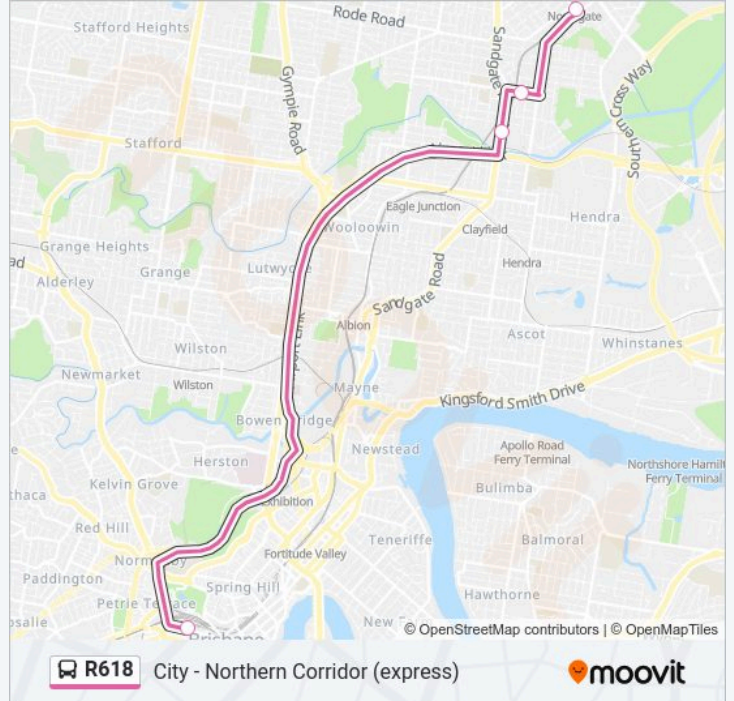 Rode Road
Stafford Heights
Sandgate
Gympie Road
Southern Cross Way
Stafford
Eagle Junction
Hendra
Wooloowin
Clayfield
Grange Heights
Hendra
Grange
Lutwyche
Alderley
Sandgate Road
Albion
Ascot
Wilston
Whinstanes
Newmarket
Wilston
Mayne
Kingsford Smith Drive
Newstead
Apollo Road
Ferry Terminal
Herston
Northshore Hamilt
Ferry Terminal
Kelvin Grove
Bulimba
Exhibition
Red Hill
Teneriffe
Balmoral
Fortitude Valley
Paddington
Spring Hill
Hawthorne
Petrie Terrace
© OpenStreetMap contributors | © OpenMapTiles
Brisbane
R618 City - Northern Corridor (express)
moovit